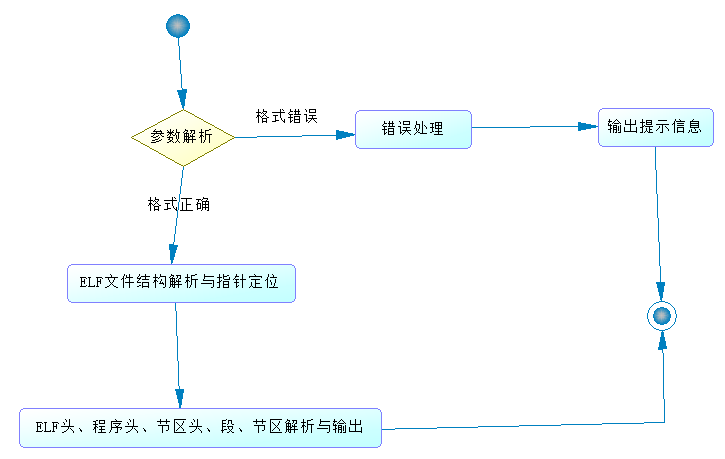 格式错误
参数解析
错误处理
输出提示信息
格式正确
ELF文件结构解析与指针定位
ELF头、程序头、节区头、段、节区解析与输出